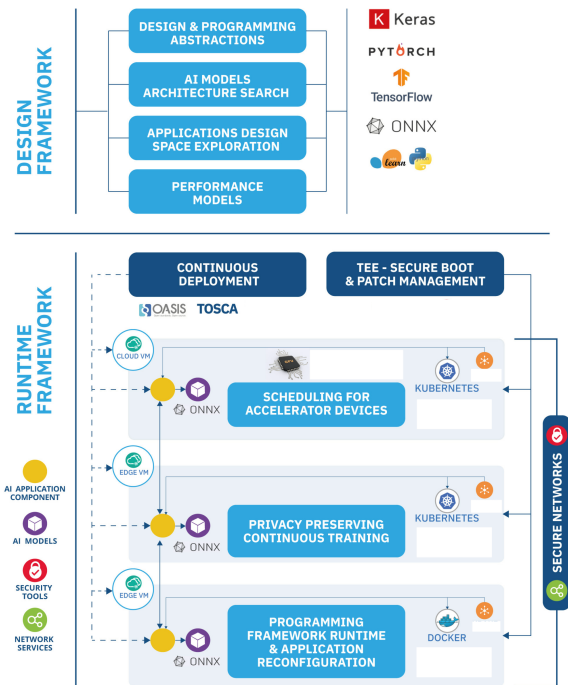 DESIGN FRAMEWORK
DESIGN & PROGRAMMING
ABSTRACTIONS
AI MODELS
ARCHITECTURE SEARCH
APPLICATIONS DESIGN
SPACE EXPLORATION
PERFORMANCE
MODELS
K Keras
PYTORCH
TensorFlow
ONNX
learn
RUNTIME FRAMEWORK
CONTINUOUS
DEPLOYMENT
TEE - SECURE BOOT
& PATCH MANAGEMENT
OASIS TOSCA
CLOUD VM
ONNX
SCHEDULING FOR
ACCELERATOR DEVICES
KUBERNETES
EDGE VM
ONNX
PRIVACY PRESERVING
CONTINUOUS TRAINING
KUBERNETES
EDGE VM
ONNX
PROGRAMMING
FRAMEWORK RUNTIME
& APPLICATION
RECONFIGURATION
DOCKER
SECURE NETWORKS
AI APPLICATION
COMPONENT
AI MODELS
SECURITY
TOOLS
NETWORK
SERVICES